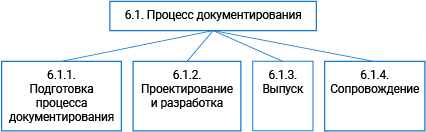 6.1. Процесс документирования
6.1.1.
Подготовка
процесса
документирования
6.1.2.
Проектирование
и разработка
6.1.3.
Выпуск
6.1.4.
Сопровождение